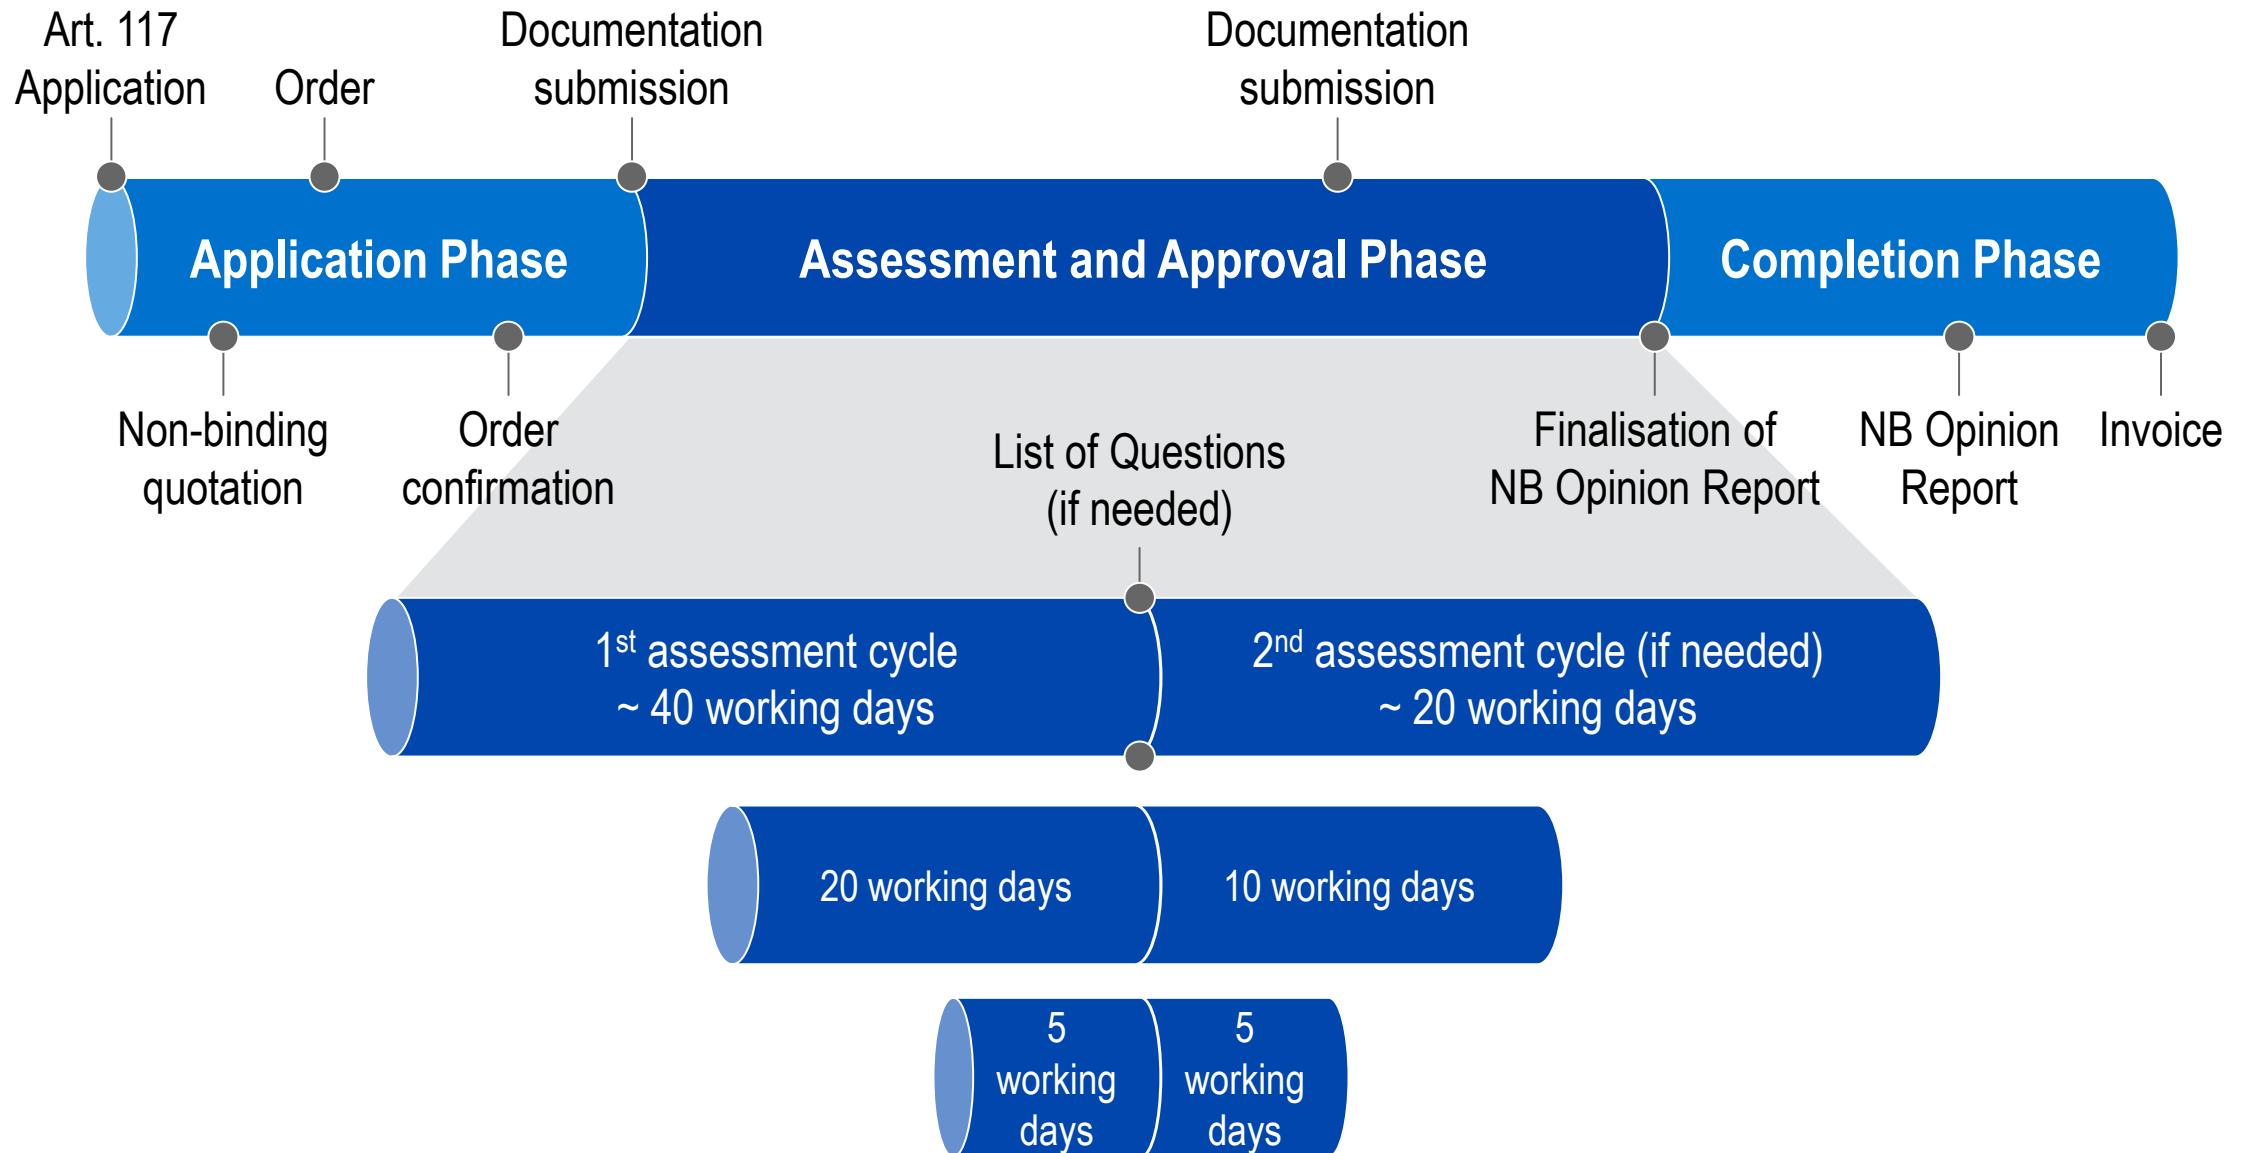 Art. 117
Application
Order
Documentation
submission
Documentation
submission
Application Phase
Assessment and Approval Phase
Completion Phase
Non-binding
quotation
Order
confirmation
List of Questions
(if needed)
Finalisation of
NB Opinion Report
NB Opinion
Report
Invoice
1st assessment cycle
~ 40 working days
2nd assessment cycle (if needed)
~ 20 working days
20 working days
10 working days
5
working
days
5
working
days